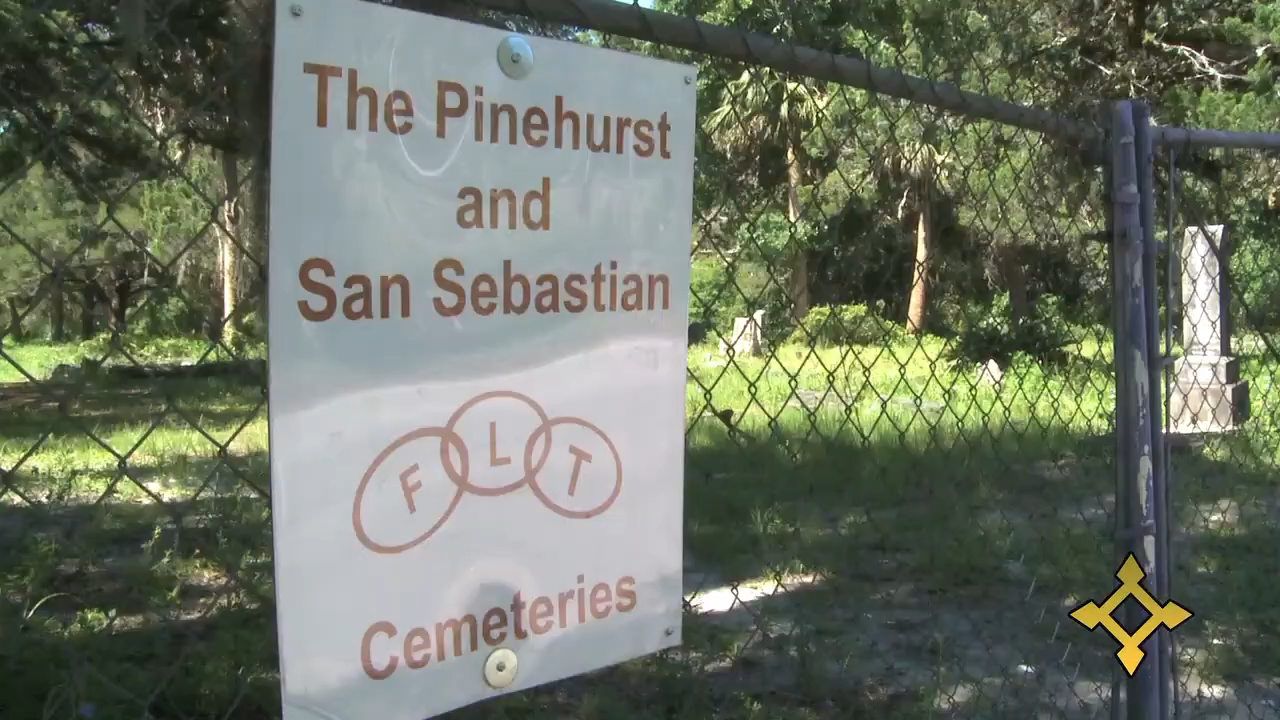 The Pinehurst
and
San Sebastian
F L T
Cemeteries